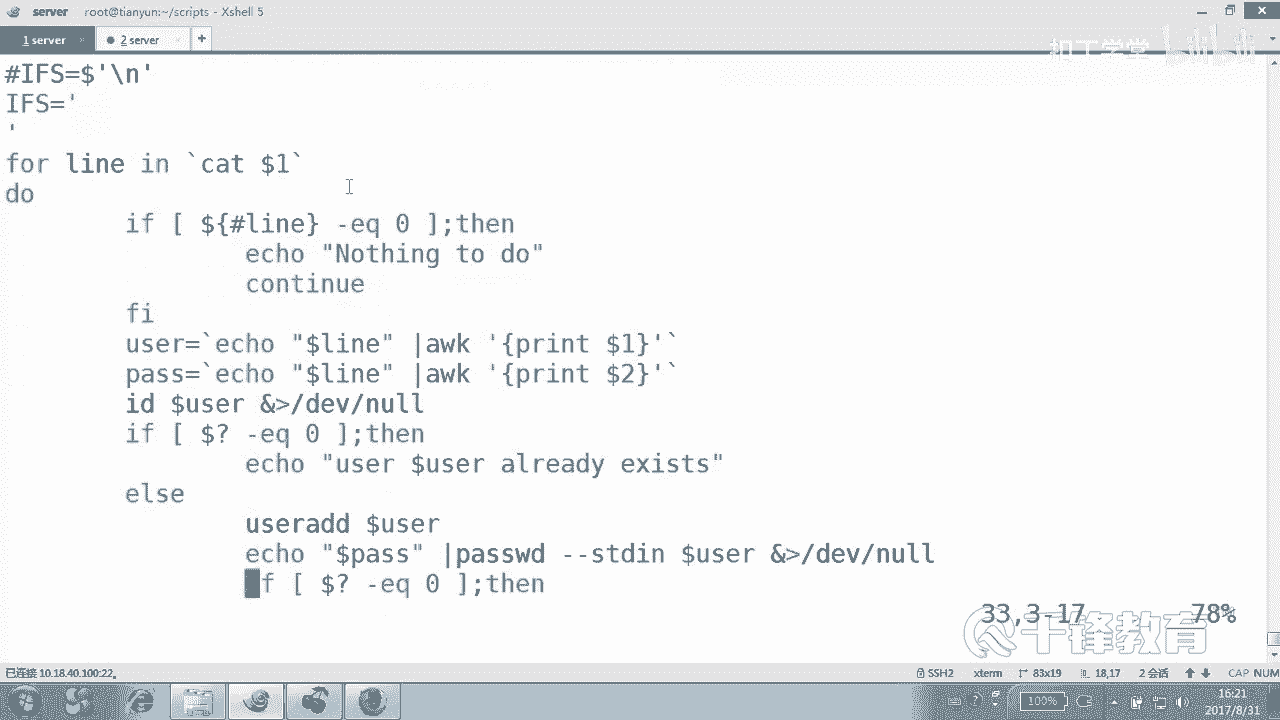 server root@tianyun:~/scripts - Xshell 5
1 server 2 server +
扣丁学堂 bilibili
#IFS=$'\n'
IFS='
'
for line in `cat $1`
do
if [ ${#line} -eq 0 ];then
echo "Nothing to do"
continue
fi
user=`echo "$line" |awk '{print $1}'`
pass=`echo "$line" |awk '{print $2}'`
id $user &>/dev/null
if [ $? -eq 0 ];then
echo "user $user already exists"
else
useradd $user
echo "$pass" |passwd --stdin $user &>/dev/null
if [ $? -eq 0 ];then
33,3-17 78%
千锋教育
已连接 10.18.40.100:22。 SSH2 xterm 83x19 18,17 2 会话 CAP NUM
100% 16:21
2017/8/31